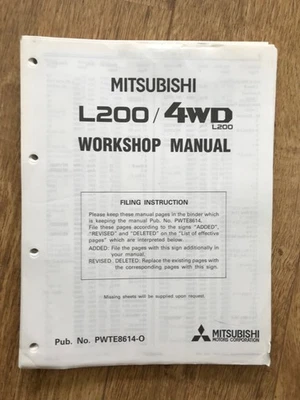 MITSUBISHI
L200/4WD
L200
WORKSHOP MANUAL
FILING INSTRUCTION
Please keep these manual pages in the binder which
is keeping the manual Pub. No. PWTE8614.
File these pages according to the signs "ADDED",
"REVISED" and "DELETED" on the "List of effective
pages" which are interpreted below.
ADDED: File the pages with this sign additionally in
your manual.
REVISED, DELETED: Replace the existing pages with
the corresponding pages with this sign.
Missing sheets will be supplied upon request.
Pub. No. PWTE8614-O
MITSUBISHI
MOTORS CORPORATION